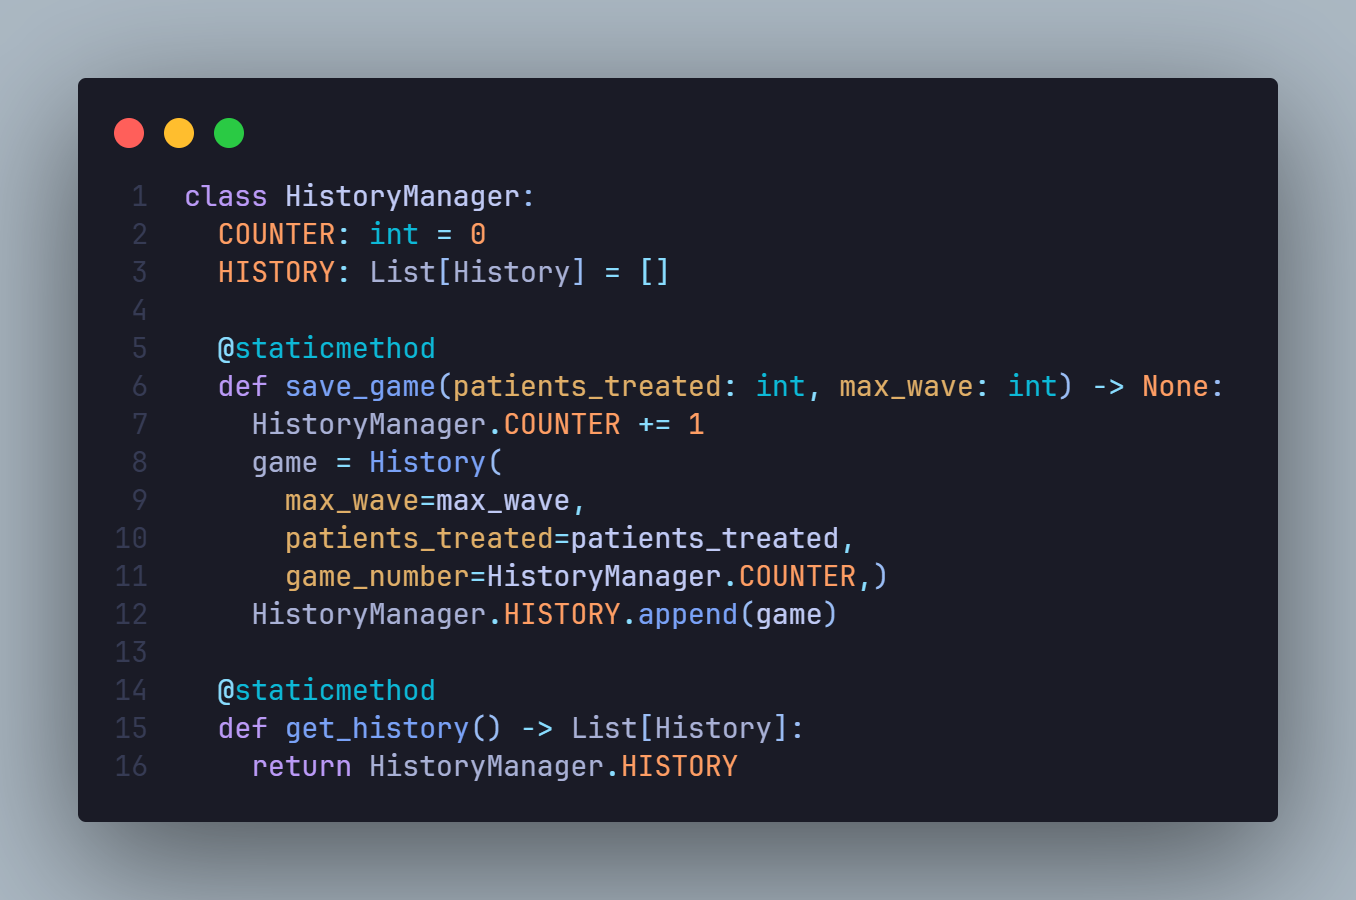 1 class HistoryManager:
2   COUNTER: int = 0
3   HISTORY: List[History] = []
4
5   @staticmethod
6   def save_game(patients_treated: int, max_wave: int) -> None:
7     HistoryManager.COUNTER += 1
8     game = History(
9       max_wave=max_wave,
10       patients_treated=patients_treated,
11       game_number=HistoryManager.COUNTER,)
12     HistoryManager.HISTORY.append(game)
13
14   @staticmethod
15   def get_history() -> List[History]:
16     return HistoryManager.HISTORY